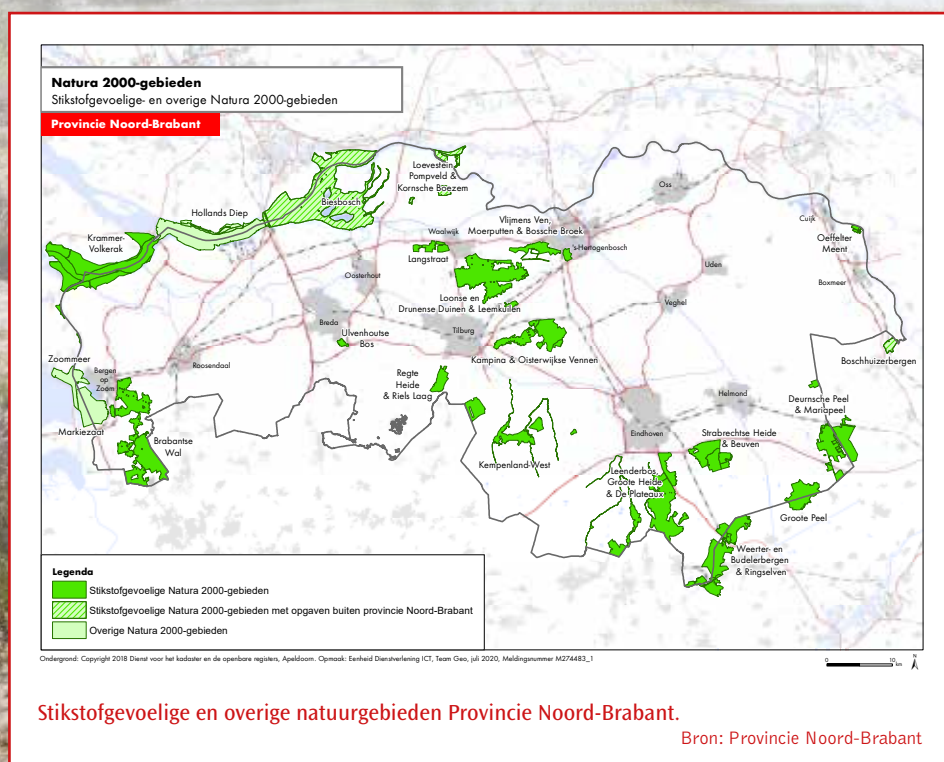 Natura 2000-gebieden
Stikstofgevoelige- en overige Natura 2000-gebieden
Provincie Noord-Brabant
Loevestein,
Pompveld &
Kornsche Boezem
Oss
Biesbosch
Hollands Diep
Vlijmens Ven,
Moerputten & Bossche Broek
Cuijk
Waalwijk
Krammer-
Volkerak
's-Hertogenbosch
Oeffelter
Meent
Langstraat
Uden
Oosterhout
Boxmeer
Loonse en
Drunense Duinen & Leemkuilen
Veghel
Breda
Ulvenhoutse
Bos
Tilburg
Zoommeer
Roosendaal
Kampina & Oisterwijkse Vennen
Boschhuizerbergen
Bergen
op
Zoom
Regte
Heide
& Riels Laag
Helmond
Deurnsche Peel
& Mariapeel
Markiezaat
Eindhoven
Strabrechtse Heide
& Beuven
Brabantse
Wal
Kempenland-West
Leenderbos,
Groote Heide
& De Plateaux
Groote Peel
Weerter- en
Budelerbergen
& Ringselven
Legenda
Stikstofgevoelige Natura 2000-gebieden
Stikstofgevoelige Natura 2000-gebieden met opgaven buiten provincie Noord-Brabant
Overige Natura 2000-gebieden
Ondergrond: Copyright 2018 Dienst voor het kadaster en de openbare registers, Apeldoorn. Opmaak: Eenheid Dienstverlening ICT, Team Geo, juli 2020, Meldingsnummer M274483_1
0 10 km
N
Stikstofgevoelige en overige natuurgebieden Provincie Noord-Brabant.
Bron: Provincie Noord-Brabant